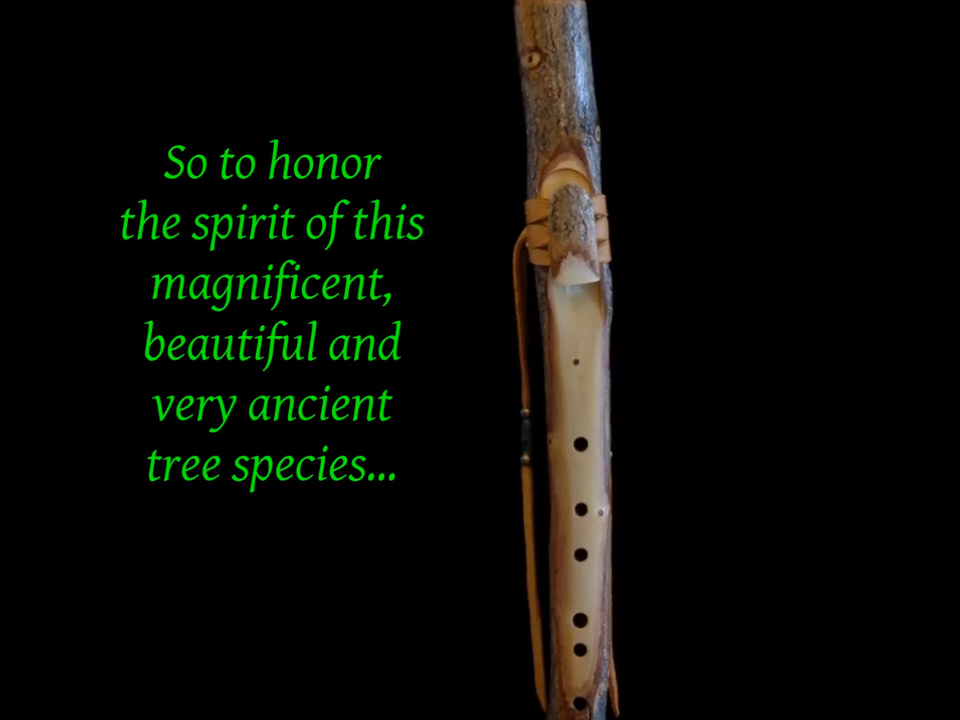 So to honor
the spirit of this
magnificent,
beautiful and
very ancient
tree species...